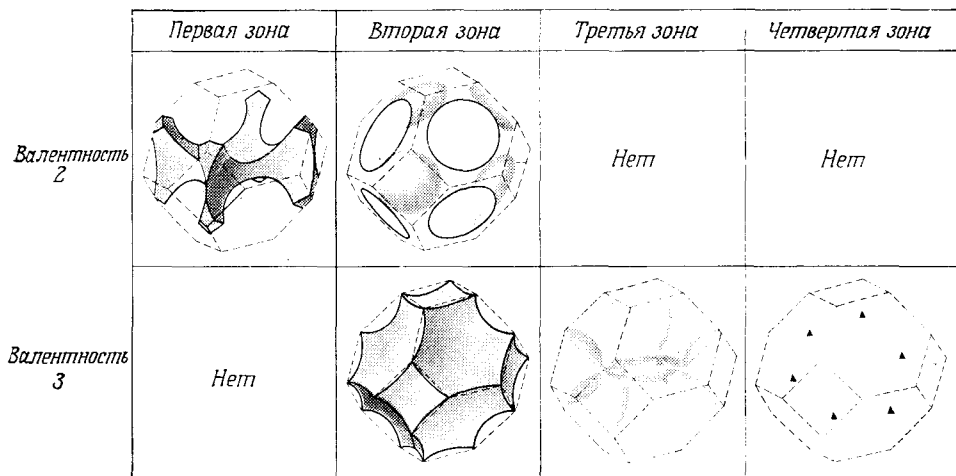 Первая зона
Вторая зона
Третья зона
Четвертая зона
Валентность
2
Нет
Нет
Валентность
3
Нет